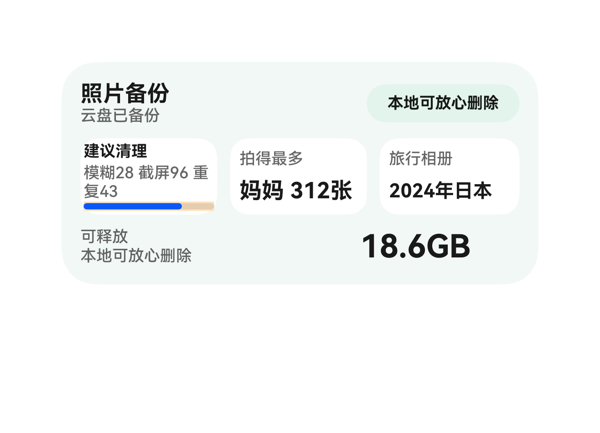 照片备份
云盘已备份
本地可放心删除
建议清理
模糊28 截屏96 重
复43
拍得最多
妈妈 312张
旅行相册
2024年日本
可释放
本地可放心删除
18.6GB